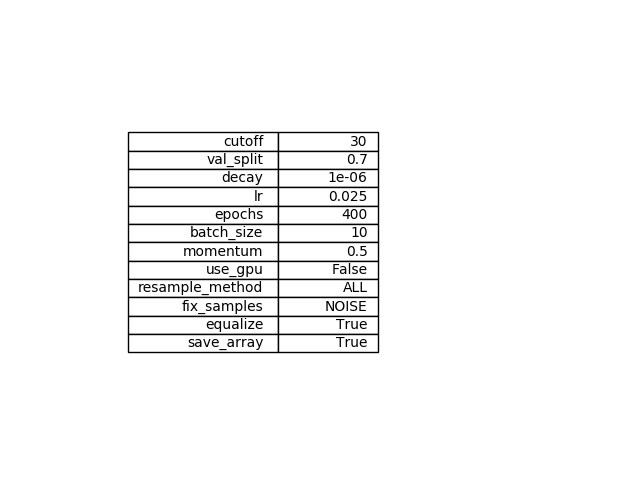 cutoff 30
val_split 0.7
decay 1e-06
lr 0.025
epochs 400
batch_size 10
momentum 0.5
use_gpu False
resample_method ALL
fix_samples NOISE
equalize True
save_array True